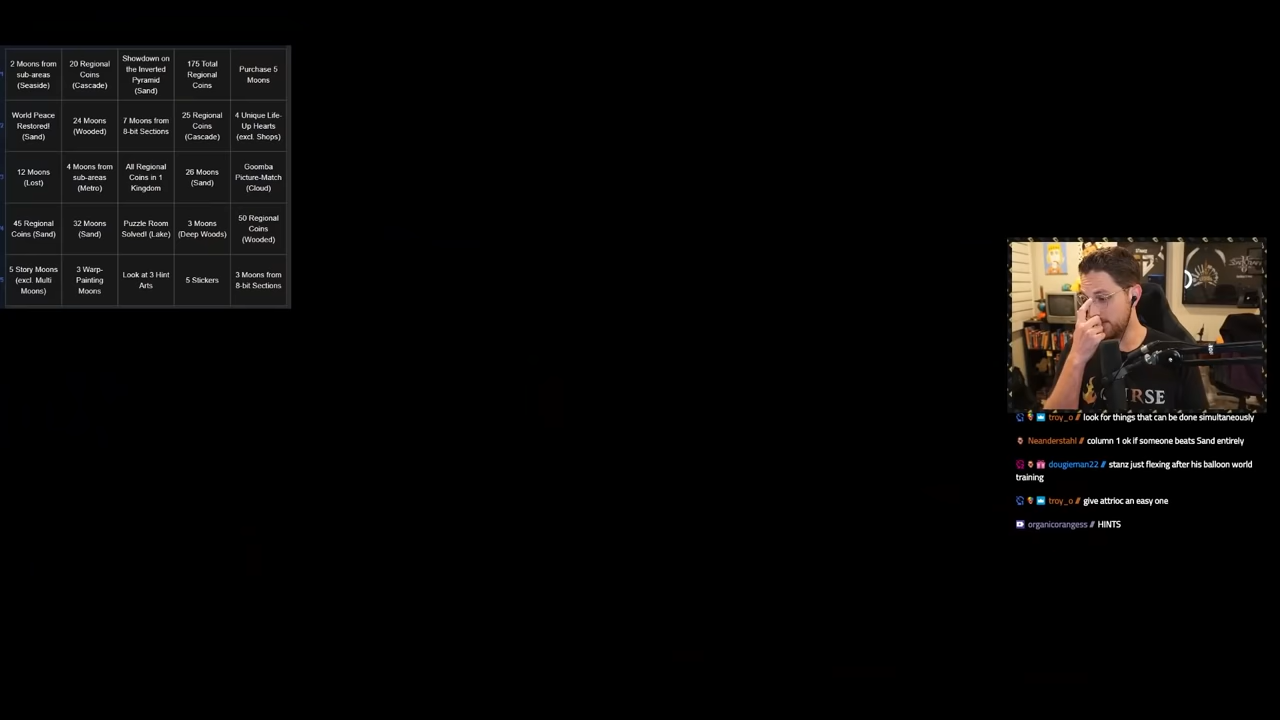 2 Moons from
sub-areas
(Seaside)
20 Regional
Coins
(Cascade)
Showdown on
the Inverted
Pyramid
(Sand)
175 Total
Regional
Coins
Purchase 5
Moons
World Peace
Restored!
(Sand)
24 Moons
(Wooded)
7 Moons from
8-bit Sections
25 Regional
Coins
(Cascade)
4 Unique Life-
Up Hearts
(excl. Shops)
12 Moons
(Lost)
4 Moons from
sub-areas
(Metro)
All Regional
Coins in 1
Kingdom
26 Moons
(Sand)
Goomba
Picture-Match
(Cloud)
45 Regional
Coins (Sand)
32 Moons
(Sand)
Puzzle Room
Solved! (Lake)
3 Moons
(Deep Woods)
50 Regional
Coins
(Wooded)
5 Story Moons
(excl. Multi
Moons)
3 Warp-
Painting
Moons
Look at 3 Hint
Arts
5 Stickers
3 Moons from
8-bit Sections
troy_o // look for things that can be done simultaneously
Neanderstahl // column 1 ok if someone beats Sand entirely
dougieman22 // stanz just flexing after his balloon world
training
troy_o // give attrioc an easy one
organicorangess // HINTS